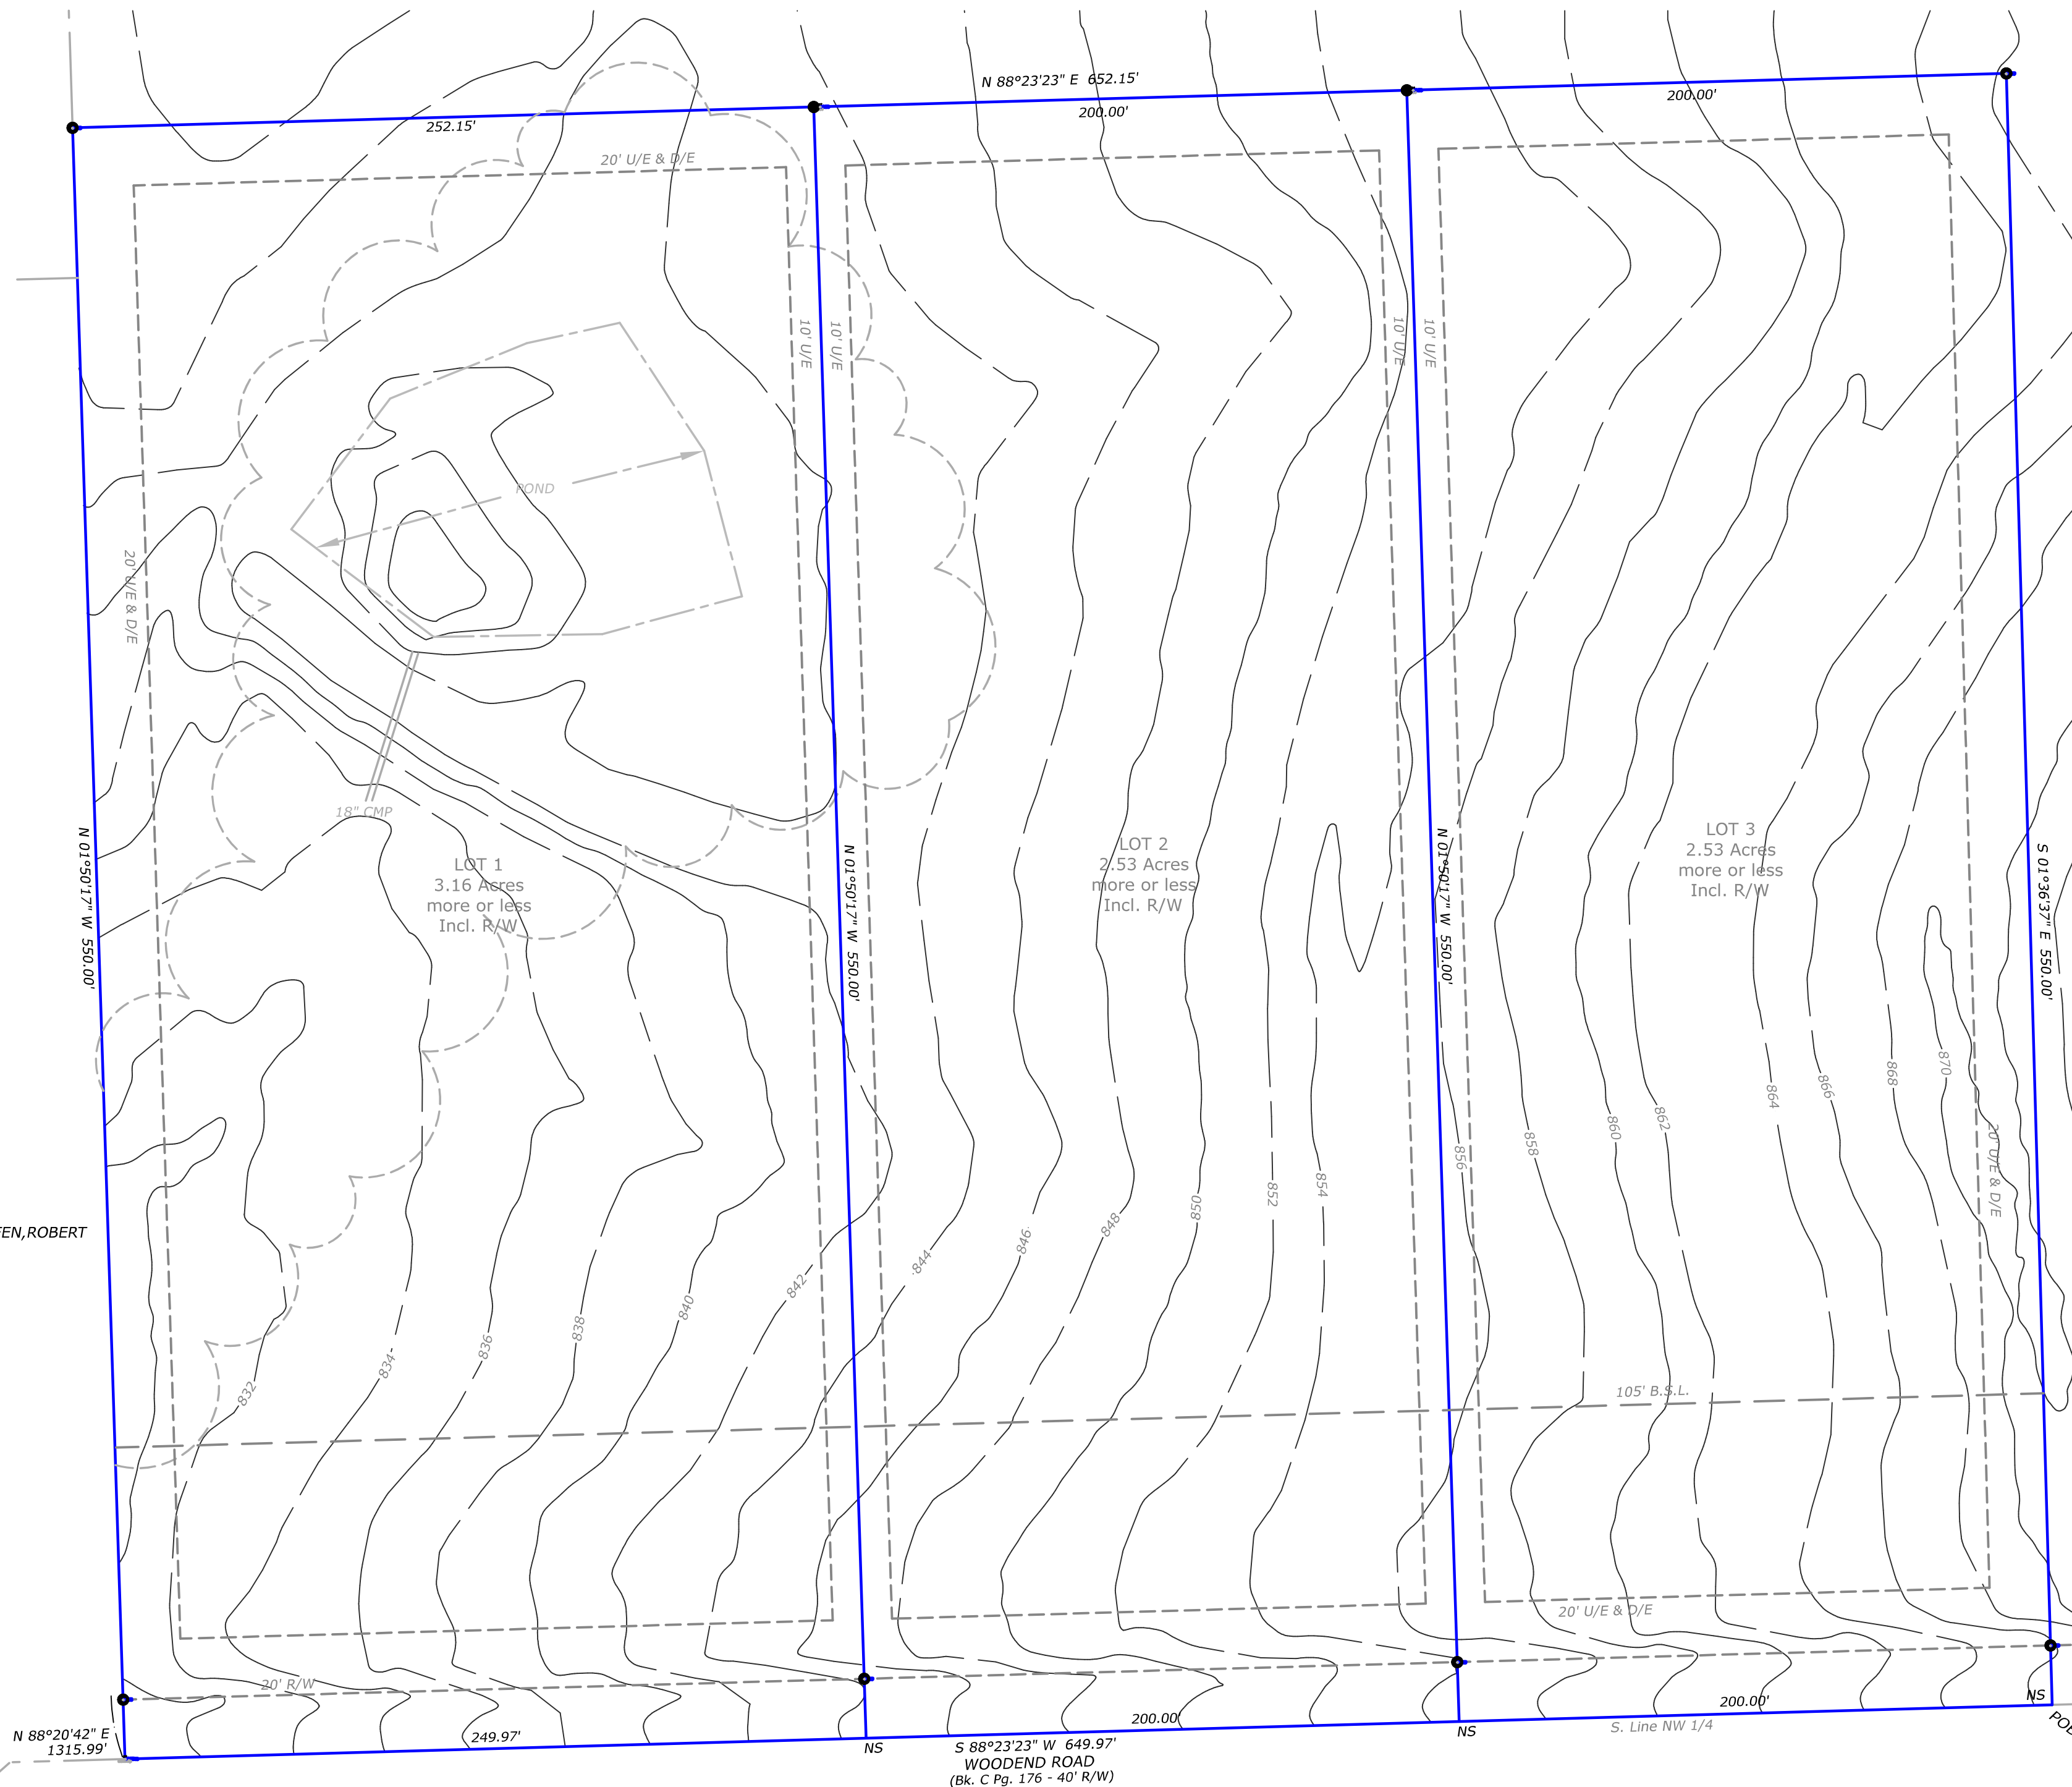 N 88°23'23" E  652.15'
252.15'
200.00'
200.00'
20' U/E & D/E
10' U/E
10' U/E
10' U/E
10' U/E
POND
20' U/E & D/E
18" CMP
N 01°50'17" W  550.00'
LOT 1
3.16 Acres
more or less
Incl. R/W
N 01°50'17" W  550.00'
LOT 2
2.53 Acres
more or less
Incl. R/W
N 01°50'17" W  550.00'
LOT 3
2.53 Acres
more or less
Incl. R/W
S 01°36'37" E  550.00'
20' U/E & D/E
832
834
836
838
840
842
844
846
848
850
852
854
856
858
860
862
864
866
868
870
EN,ROBERT
105' B.S.L.
20' U/E & D/E
20' R/W
N 88°20'42" E
1315.99'
249.97'
NS
200.00'
S 88°23'23" W  649.97'
WOODEND ROAD
(Bk. C Pg. 176 - 40' R/W)
NS
200.00'
S. Line NW 1/4
NS